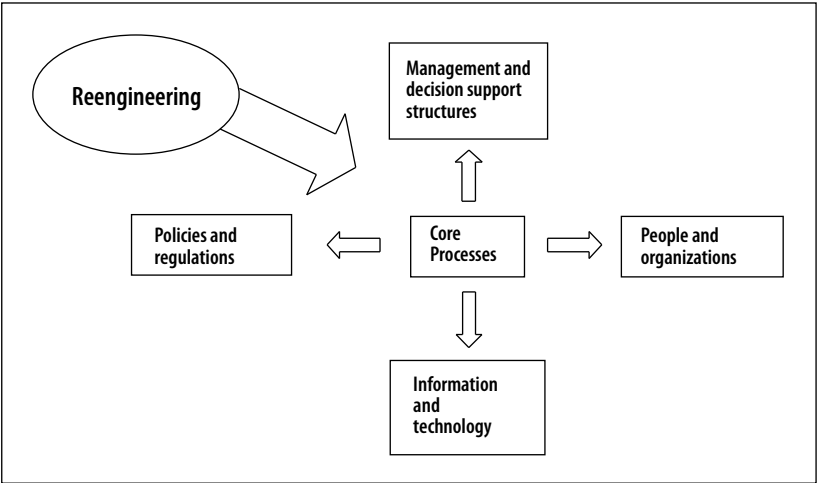 Reengineering
Management and
decision support
structures
Policies and
regulations
Core
Processes
People and
organizations
Information
and
technology